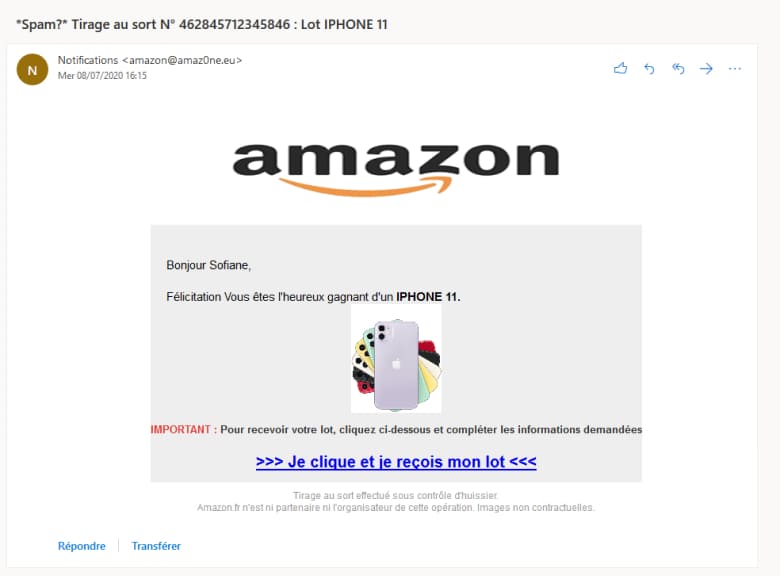 *Spam?* Tirage au sort N° 462845712345846 : Lot IPHONE 11
N
Notifications <amazon@amaz0ne.eu>
Mer 08/07/2020 16:15
amazon
Bonjour Sofiane,
Félicitation Vous êtes l'heureux gagnant d'un IPHONE 11.
IMPORTANT : Pour recevoir votre lot, cliquez ci-dessous et compléter les informations demandées
>>> Je clique et je reçois mon lot <<<
Tirage au sort effectué sous contrôle d'huissier.
Amazon.fr n'est ni partenaire ni l'organisateur de cette opération. Images non contractuelles.
Répondre
Transférer